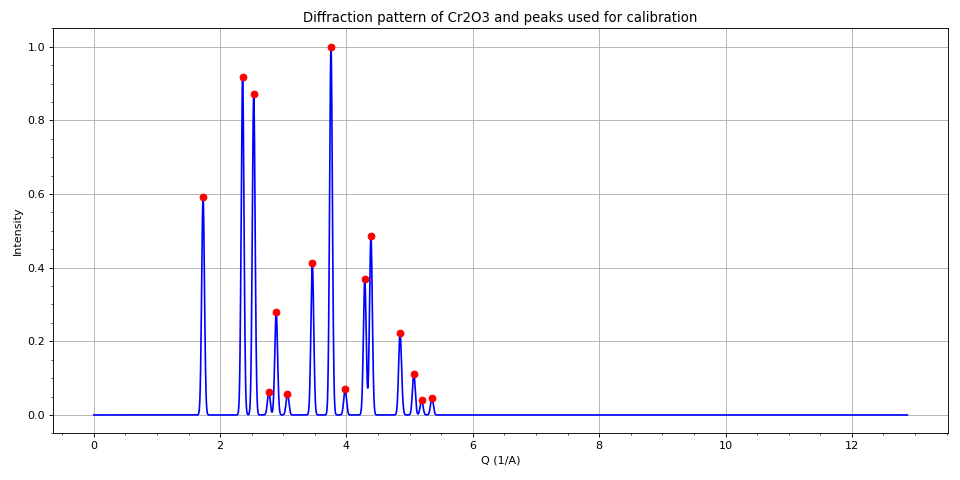 Diffraction pattern of Cr2O3 and peaks used for calibration
1.0
0.8
0.6
0.4
0.2
0.0
Intensity
0 2 4 6 8 10 12
Q (1/A)